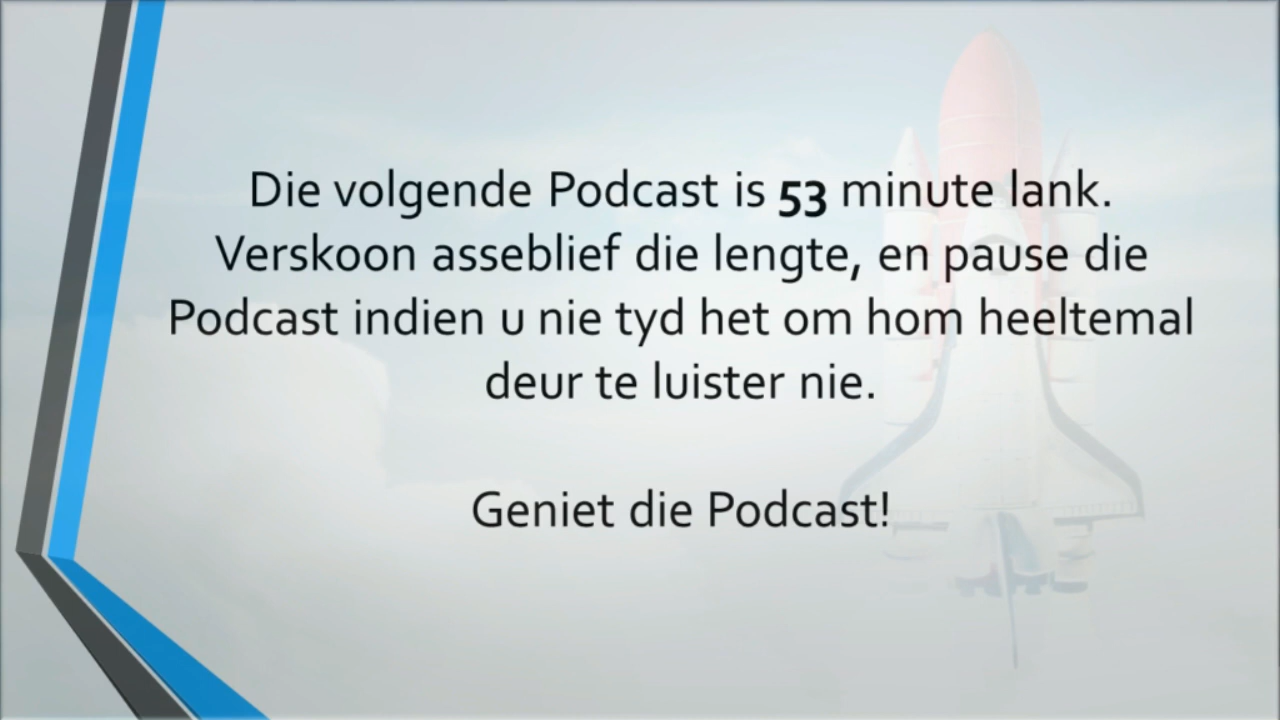 Die volgende Podcast is 53 minute lank.
Verskoon asseblief die lengte, en pause die
Podcast indien u nie tyd het om hom heeltemal
deur te luister nie.
Geniet die Podcast!